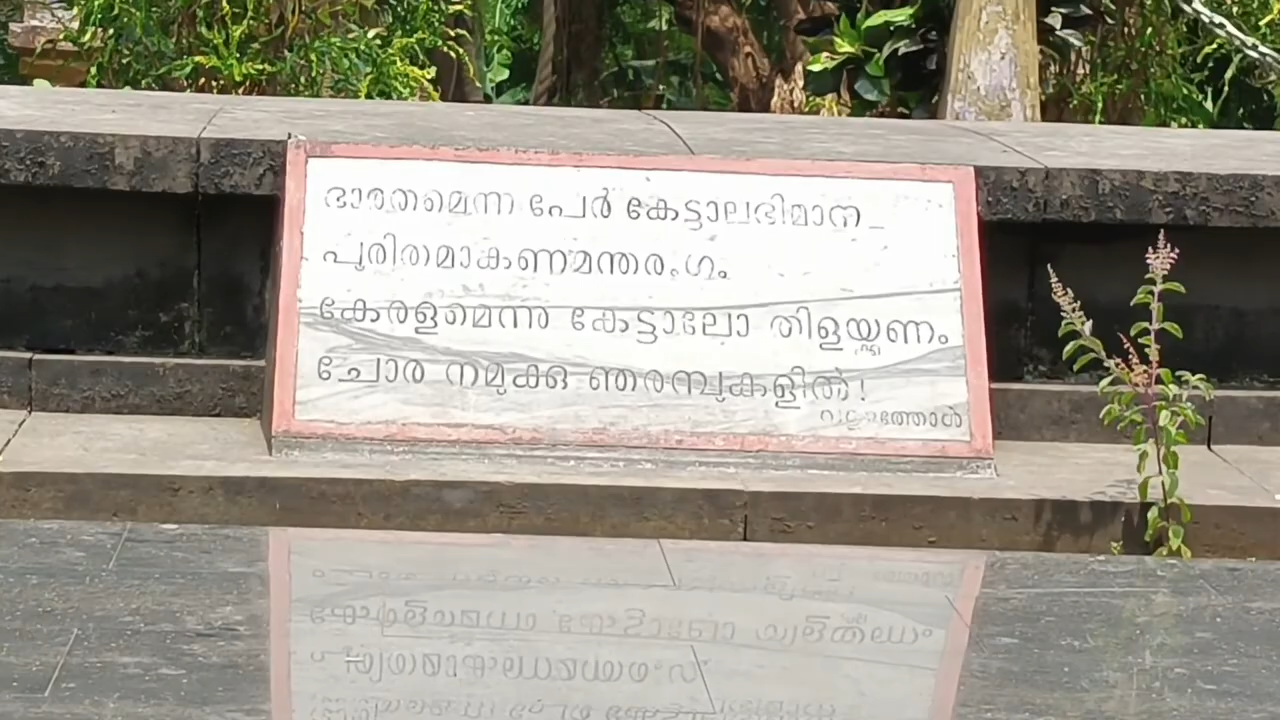 ഭാരതമെന്ന പേർ കേട്ടാലഭിമാന_
പൂരിതമാകണമന്തരംഗം
കേരളമെന്നു കേട്ടാലോ തിളയ്ക്കണം
ചോര നമുക്കു ഞരമ്പുകളിൽ!
വള്ളത്തോൾ